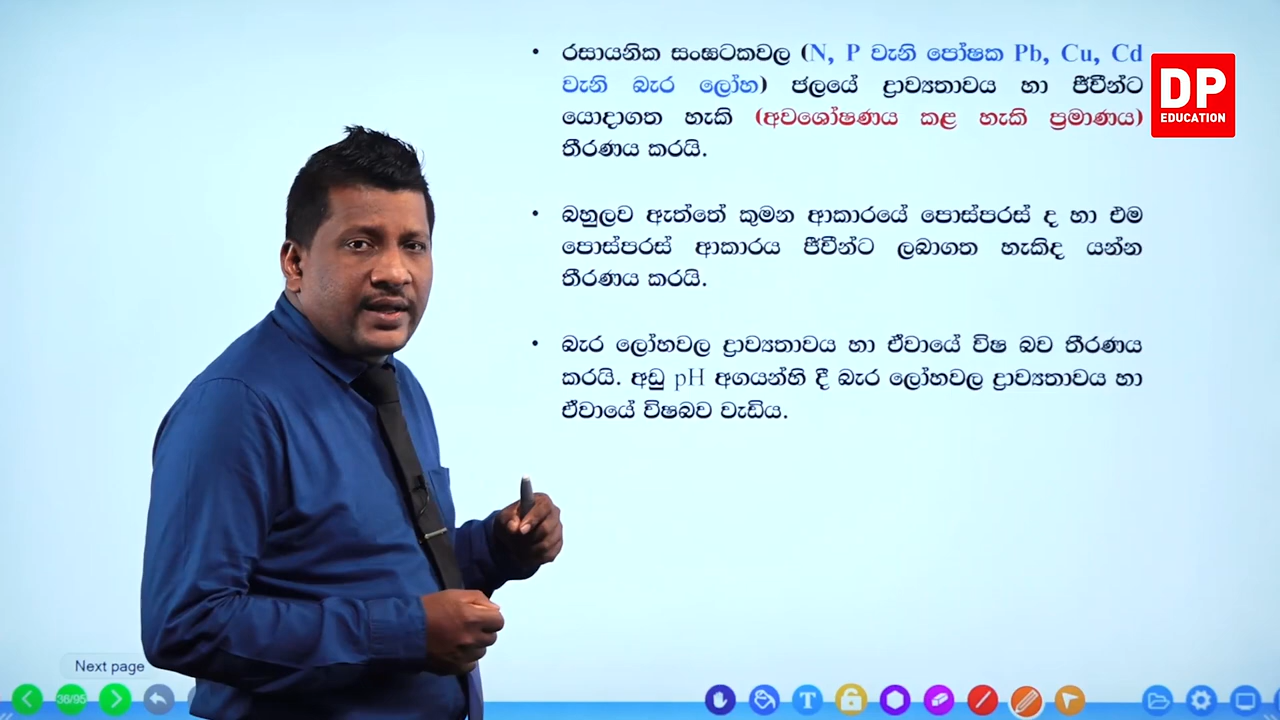 • රසායනික සංඝටකවල (N, P වැනි පෝෂක Pb, Cu, Cd
වැනි බැර ලෝහ) ජලයේ ද්‍රාව්‍යතාවය හා ජීවීන්ට
යොදාගත හැකි (අවශෝෂණය කළ හැකි ප්‍රමාණය)
තීරණය කරයි.
• බහුලව ඇත්තේ කුමන ආකාරයේ පොස්පරස් ද හා එම
පොස්පරස් ආකාරය ජීවීන්ට ලබාගත හැකිද යන්න
තීරණය කරයි.
• බැර ලෝහවල ද්‍රාව්‍යතාවය හා ඒවායේ විෂ බව තීරණය
කරයි. අඩු pH අගයන්හි දී බැර ලෝහවල ද්‍රාව්‍යතාවය හා
ඒවායේ විෂබව වැඩිය.
DP
EDUCATION
Next page
36/95
T